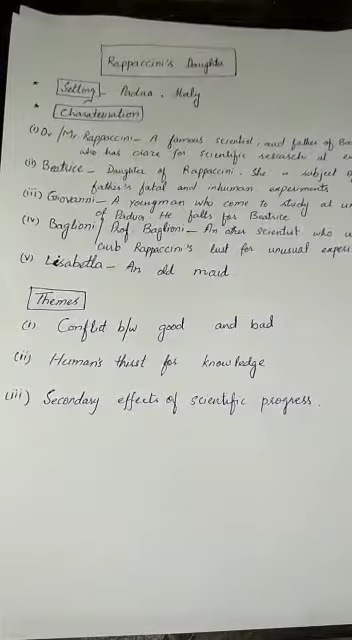 Rappaccini's Daughter
* Setting - Padua, Italy
* Charaterisation
(i) Dr /Mr. Rappaccini - A famous scientist, and father of
who has craze for scientific research at
(ii) Beatrice - Daughter of Rappaccini. She is subject
father's fatal and inhuman experiments
(iii) Giovanni - A youngman who come to study at
of Padua. He falls for Beatrice
(iv) Baglioni / Prof. Baglioni - An other scientist who
curb Rappaccini's lust for unusual
(v) Lisabetta - An old maid
Themes
(i) Conflict b/w good and bad
(ii) Human's thirst for knowledge
(iii) Secondary effects of scientific progress.